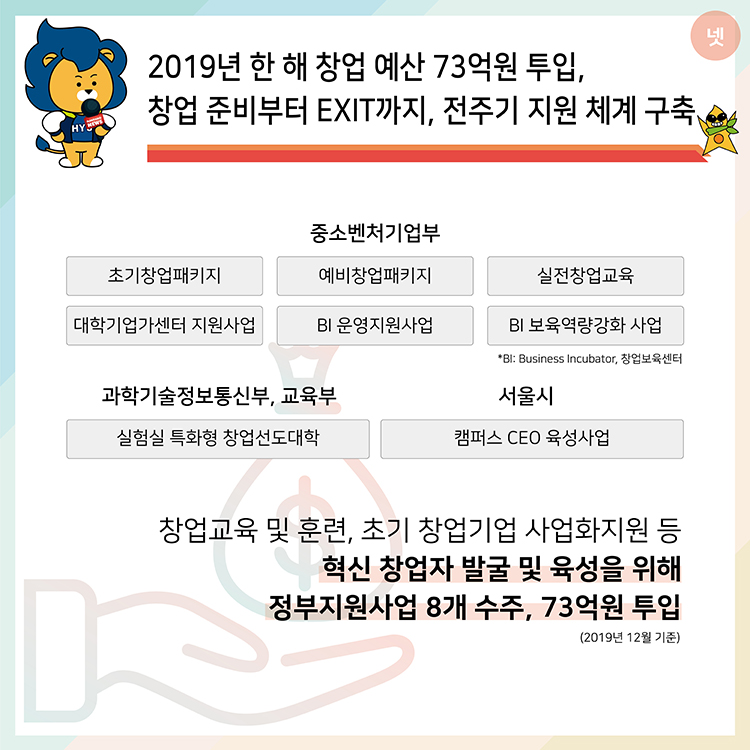 넷
2019년 한 해 창업 예산 73억원 투입,
창업 준비부터 EXIT까지, 전주기 지원 체계 구축
HY
NEWS
중소벤처기업부
초기창업패키지
예비창업패키지
실전창업교육
대학기업가센터 지원사업
BI 운영지원사업
BI 보육역량강화 사업
*BI: Business Incubator, 창업보육센터
과학기술정보통신부, 교육부
서울시
실험실 특화형 창업선도대학
캠퍼스 CEO 육성사업
창업교육 및 훈련, 초기 창업기업 사업화지원 등
혁신 창업자 발굴 및 육성을 위해
정부지원사업 8개 수주, 73억원 투입
(2019년 12월 기준)